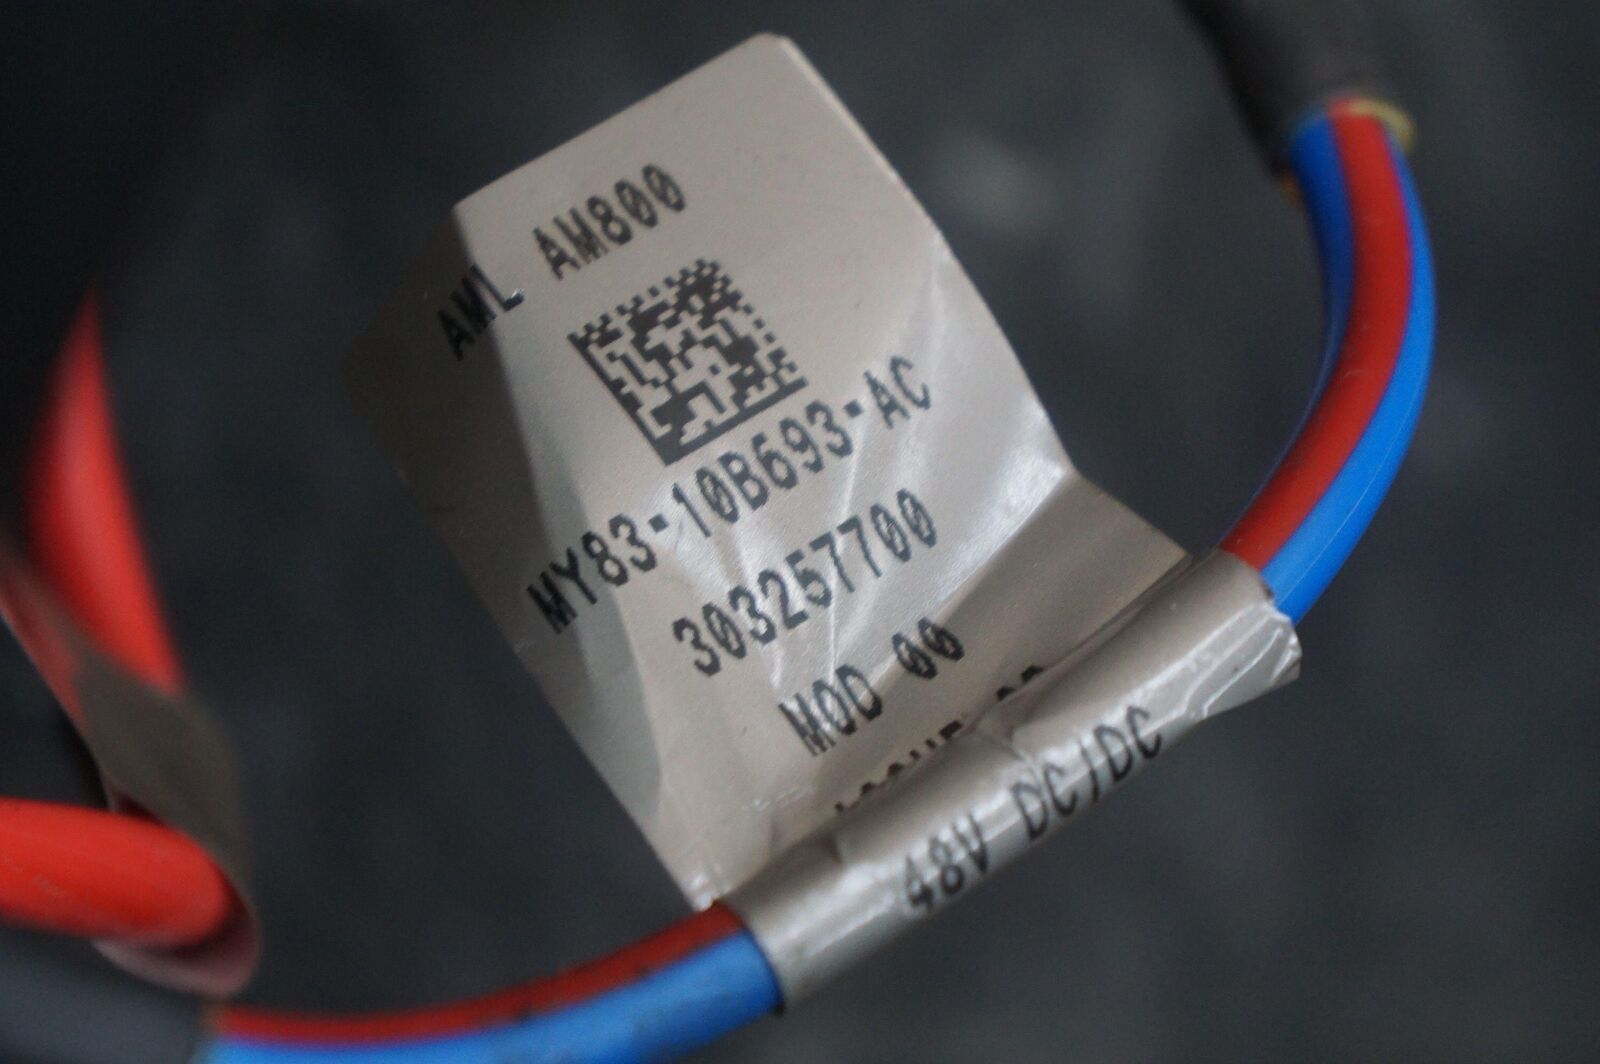 AML AM800
MY83-10B693-AC
303257700
MOD 00
48V DC/DC